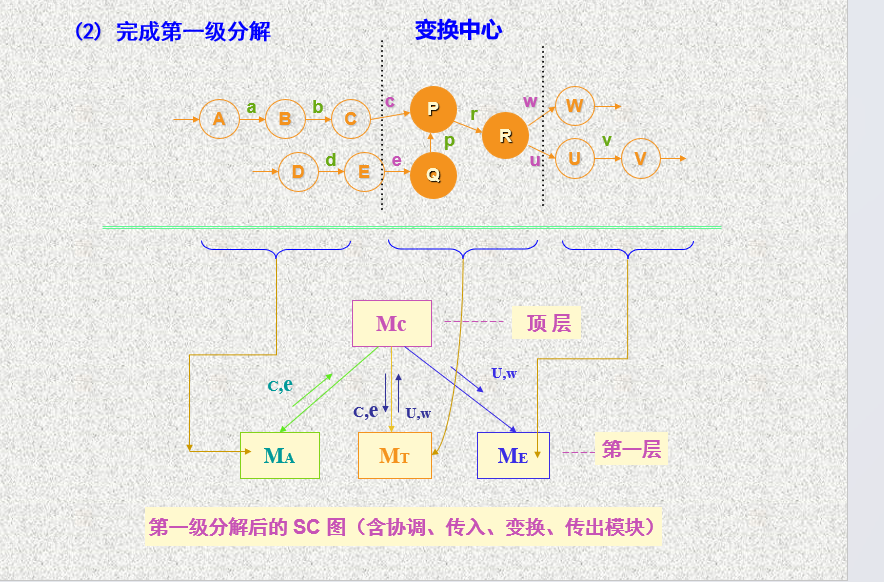 (2) 完成第一级分解
变换中心
a b c P r w W
A B C
R
D d E e Q p u U v V
Mc
顶 层
C,e
C,e
U,w
U,w
MA
MT
ME
第一层
第一级分解后的 SC 图（含协调、传入、变换、传出模块）